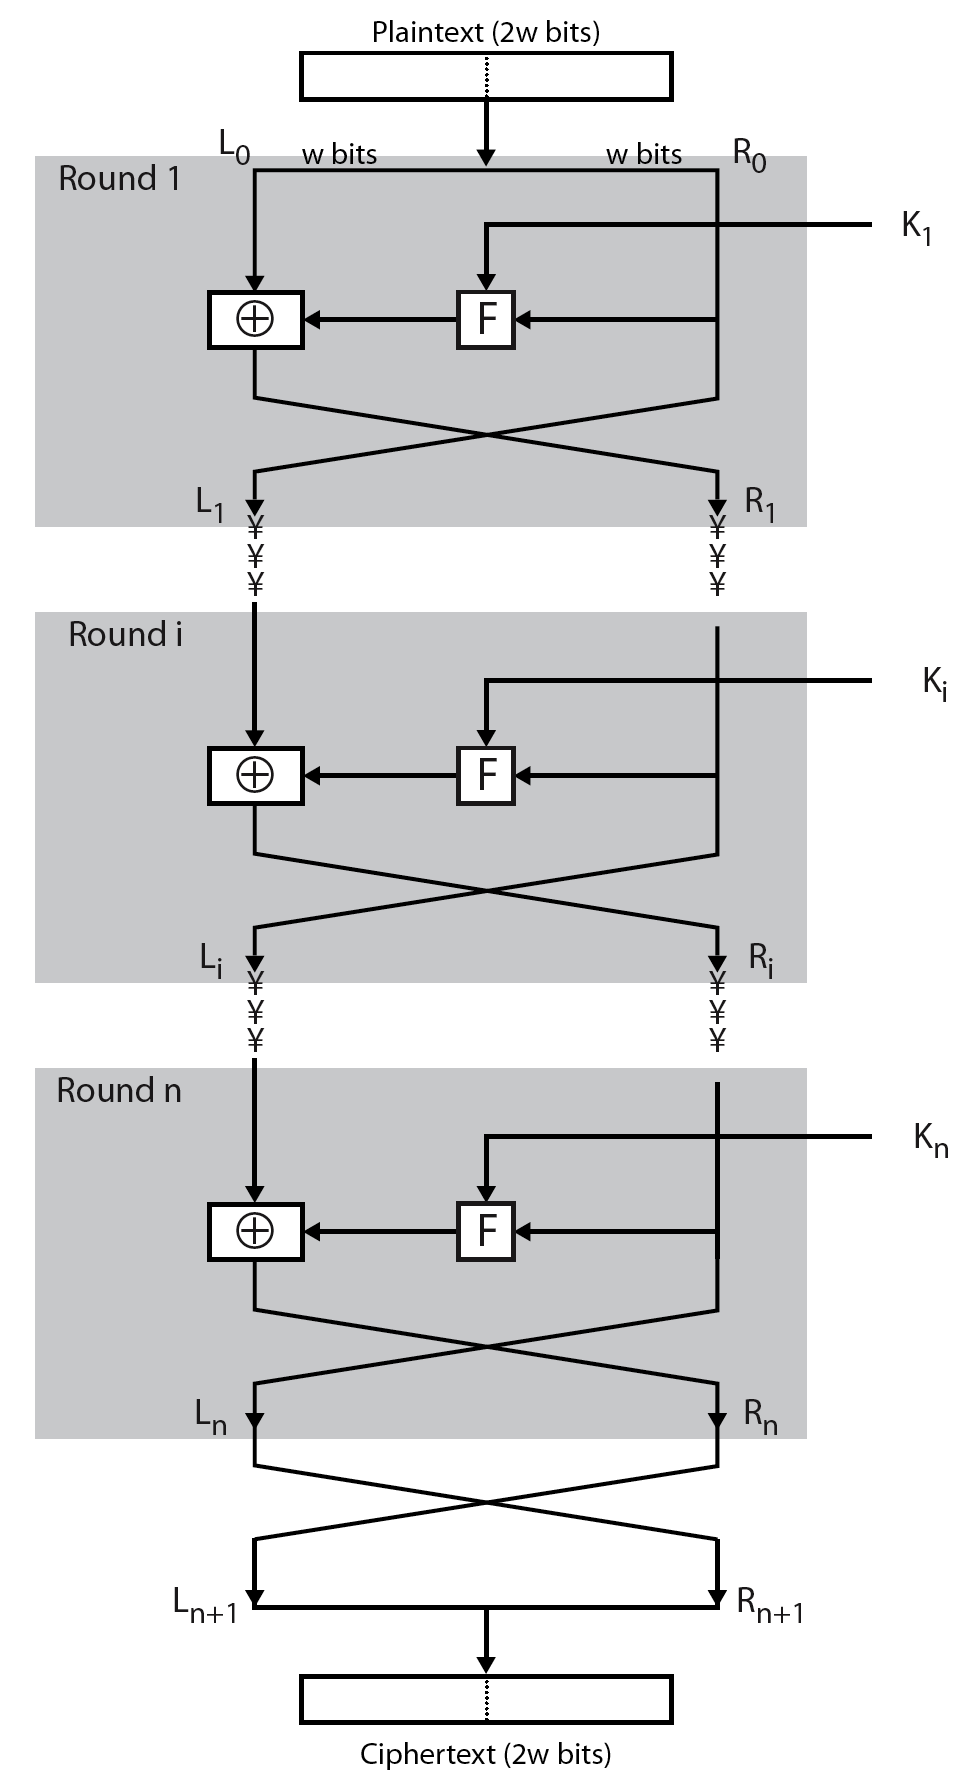 Plaintext (2w bits)
L0 w bits w bits R0
Round 1
K1
⊕ F
L1 R1
¥ ¥
¥ ¥
¥ ¥
Round i
Ki
⊕ F
Li Ri
¥ ¥
¥ ¥
¥ ¥
Round n
Kn
⊕ F
Ln Rn
Ln+1 Rn+1
Ciphertext (2w bits)